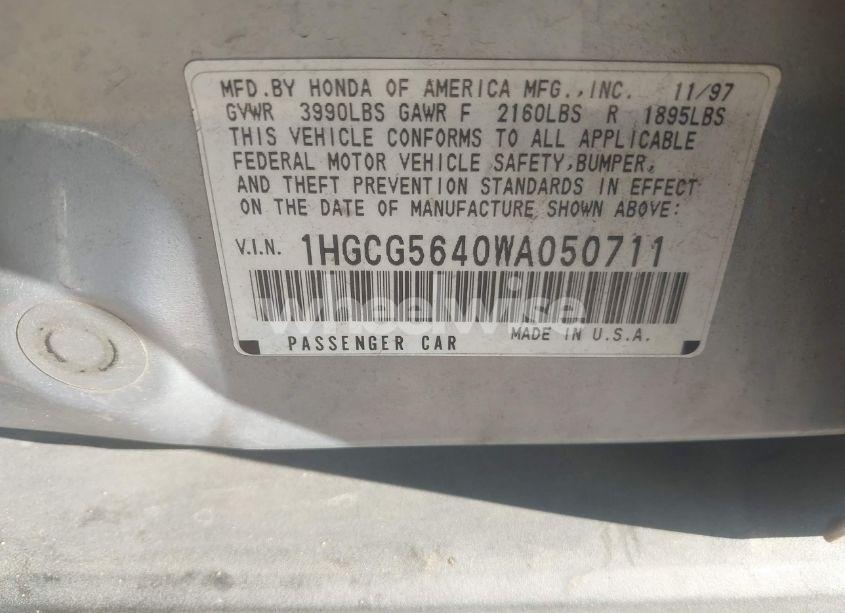 MFD.BY HONDA OF AMERICA MFG.,INC. 11/97
GVWR 3990LBS GAWR F 2160LBS R 1895LBS
THIS VEHICLE CONFORMS TO ALL APPLICABLE
FEDERAL MOTOR VEHICLE SAFETY,BUMPER,
AND THEFT PREVENTION STANDARDS IN EFFECT
ON THE DATE OF MANUFACTURE SHOWN ABOVE:
V.I.N. 1HGCG5640WA050711
wheelwise
PASSENGER CAR MADE IN U.S.A.